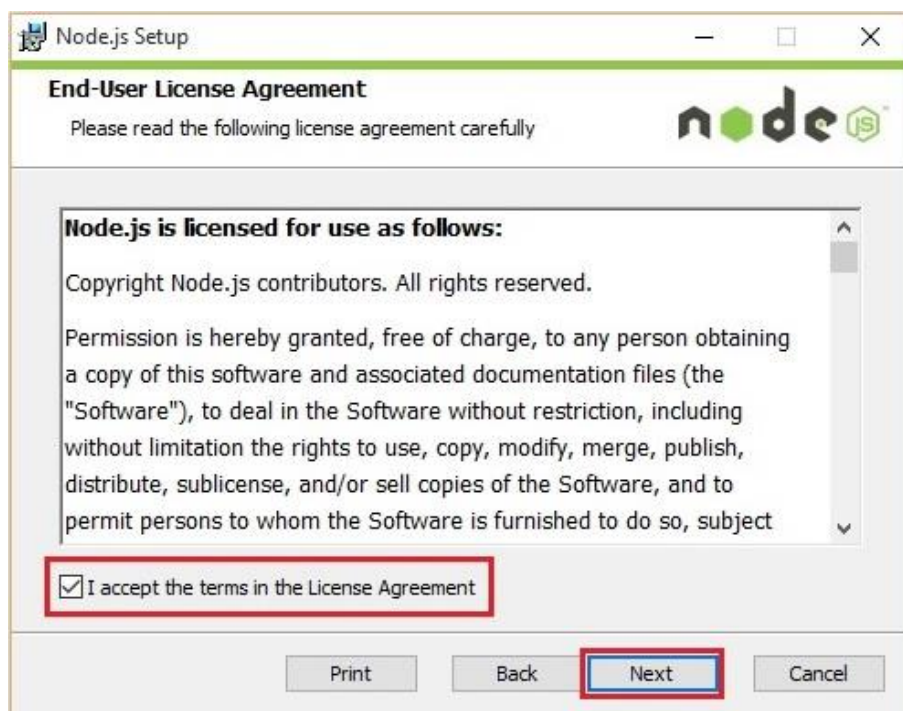 Node.js Setup
End-User License Agreement
Please read the following license agreement carefully
node JS
Node.js is licensed for use as follows:
Copyright Node.js contributors. All rights reserved.
Permission is hereby granted, free of charge, to any person obtaining
a copy of this software and associated documentation files (the
"Software"), to deal in the Software without restriction, including
without limitation the rights to use, copy, modify, merge, publish,
distribute, sublicense, and/or sell copies of the Software, and to
permit persons to whom the Software is furnished to do so, subject
I accept the terms in the License Agreement
Print Back Next Cancel